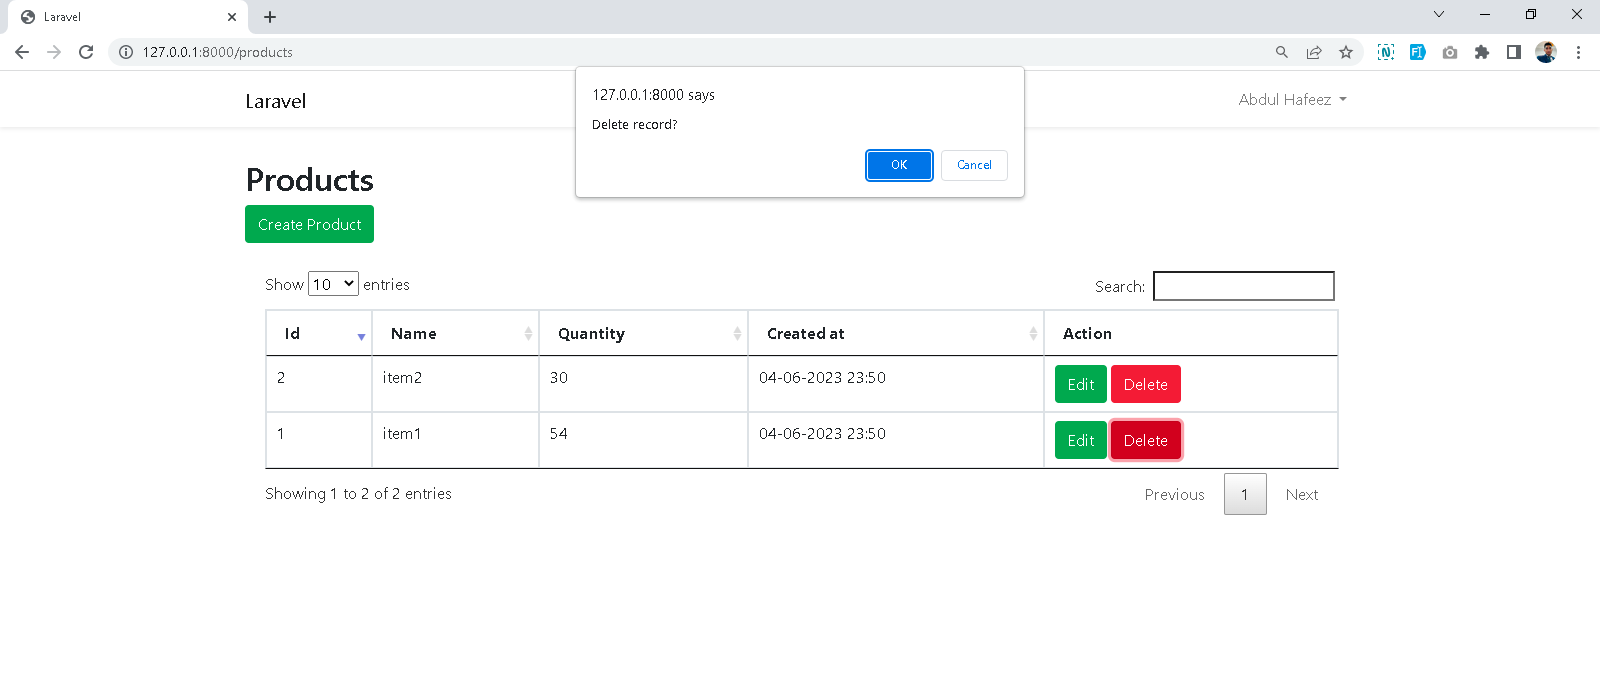 Laravel
127.0.0.1:8000/products
127.0.0.1:8000 says
Delete record?
OK Cancel
Laravel Abdul Hafeez
Products
Create Product
Show 10 entries Search:
Id Name Quantity Created at Action
2 item2 30 04-06-2023 23:50 Edit Delete
1 item1 54 04-06-2023 23:50 Edit Delete
Showing 1 to 2 of 2 entries Previous 1 Next